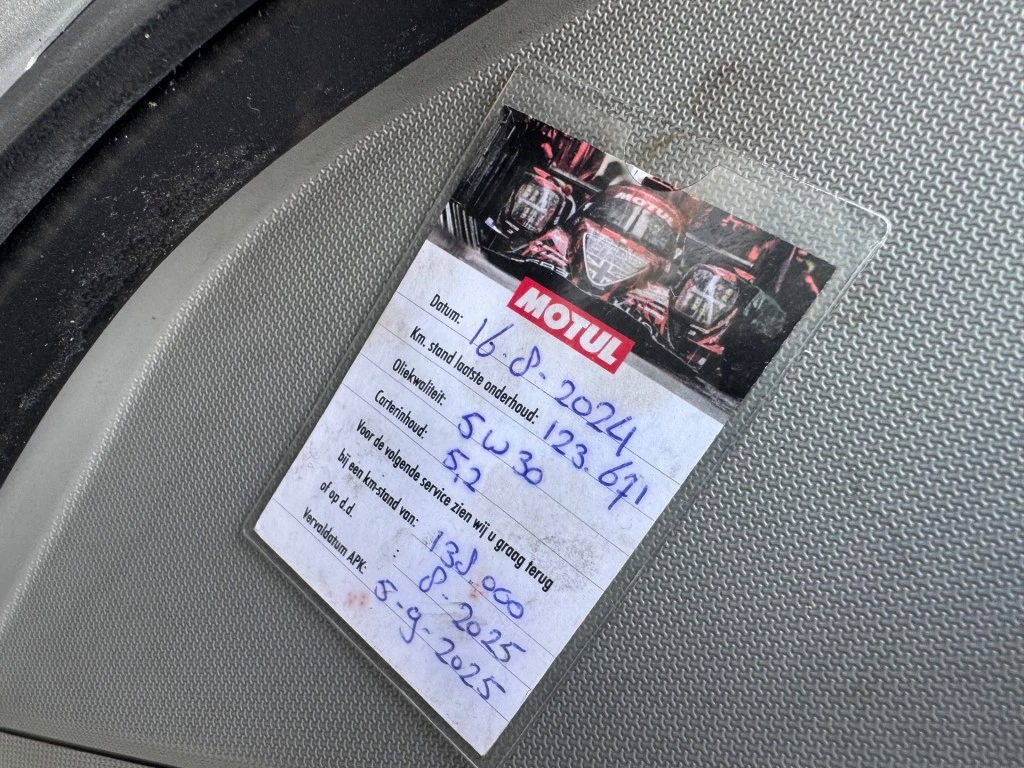 MOTUL
MOTUL
Datum: 16-8-2024
Km. stand laatste onderhoud: 123.671
Oliekwaliteit: 5W30
Carterinhoud: 5,2
Voor de volgende service zien wij u graag terug
bij een km-stand van: 138.000
of op d.d. : 8-2025
Vervaldatum APK: 5-9-2025